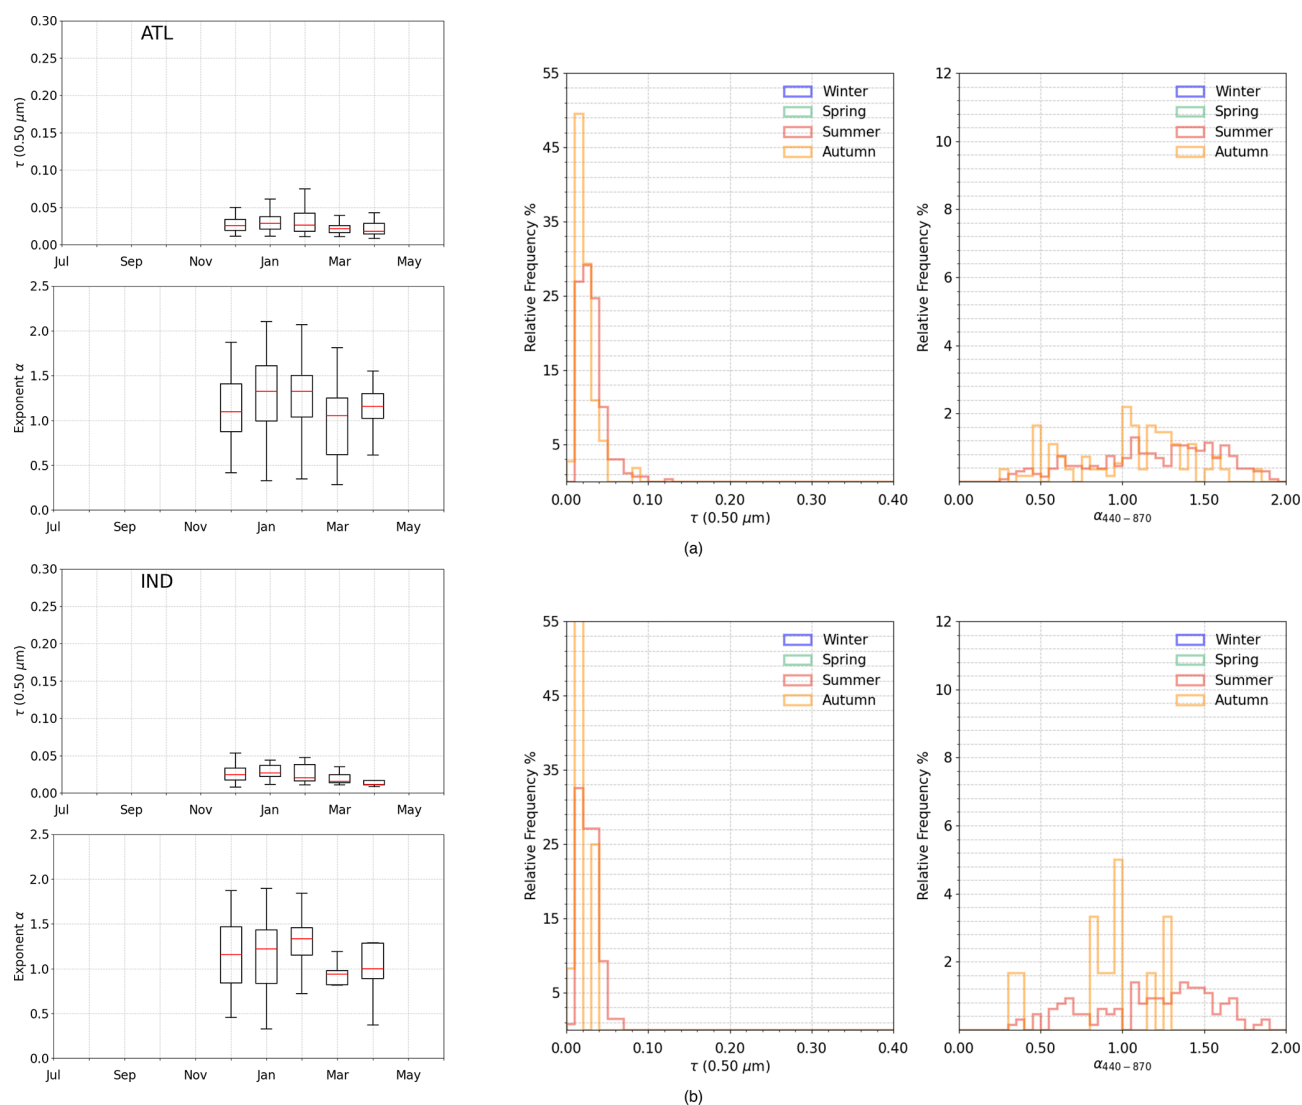 ATL
0.30
0.25
0.20
0.15
0.10
0.05
0.00
τ (0.50 μm)
Jul Sep Nov Jan Mar May
2.5
2.0
1.5
1.0
0.5
0.0
Exponent α
Jul Sep Nov Jan Mar May
55
45
35
25
15
5
Relative Frequency %
Winter
Spring
Summer
Autumn
0.00 0.10 0.20 0.30 0.40
τ (0.50 μm)
12
10
8
6
4
2
Relative Frequency %
Winter
Spring
Summer
Autumn
0.00 0.50 1.00 1.50 2.00
α440−870
(a)
IND
0.30
0.25
0.20
0.15
0.10
0.05
0.00
τ (0.50 μm)
Jul Sep Nov Jan Mar May
2.5
2.0
1.5
1.0
0.5
0.0
Exponent α
Jul Sep Nov Jan Mar May
55
45
35
25
15
5
Relative Frequency %
Winter
Spring
Summer
Autumn
0.00 0.10 0.20 0.30 0.40
τ (0.50 μm)
12
10
8
6
4
2
Relative Frequency %
Winter
Spring
Summer
Autumn
0.00 0.50 1.00 1.50 2.00
α440−870
(b)